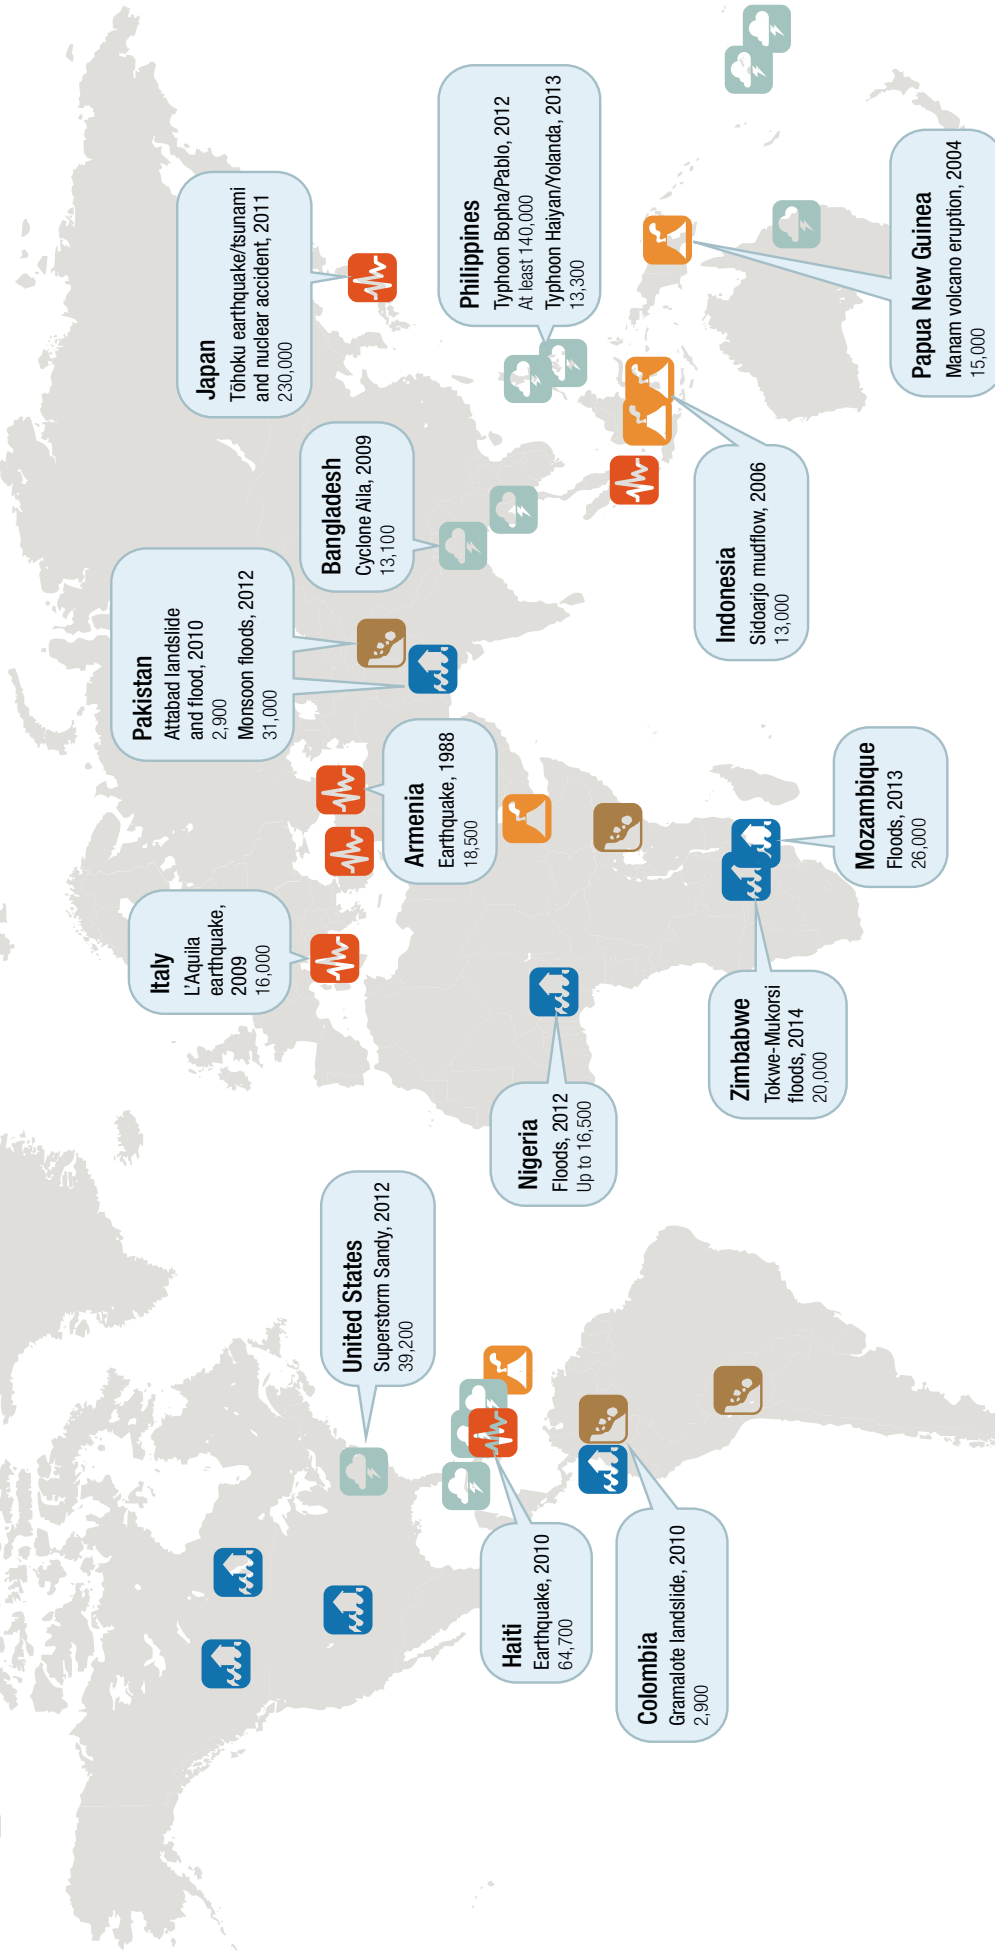 United States
Superstorm Sandy, 2012
39,200
Haiti
Earthquake, 2010
64,700
Colombia
Gramalote landslide, 2010
2,900
Italy
L'Aquila
earthquake,
2009
16,000
Nigeria
Floods, 2012
Up to 16,500
Zimbabwe
Tokwe-Mukorsi
floods, 2014
20,000
Mozambique
Floods, 2013
26,000
Armenia
Earthquake, 1988
18,500
Pakistan
Attabad landslide
and flood, 2010
2,900
Monsoon floods, 2012
31,000
Bangladesh
Cyclone Aila, 2009
13,100
Japan
Tōhoku earthquake/tsunami
and nuclear accident, 2011
230,000
Philippines
Typhoon Bopha/Pablo, 2012
At least 140,000
Typhoon Haiyan/Yolanda, 2013
13,300
Indonesia
Sidoarjo mudflow, 2006
13,000
Papua New Guinea
Manam volcano eruption, 2004
15,000